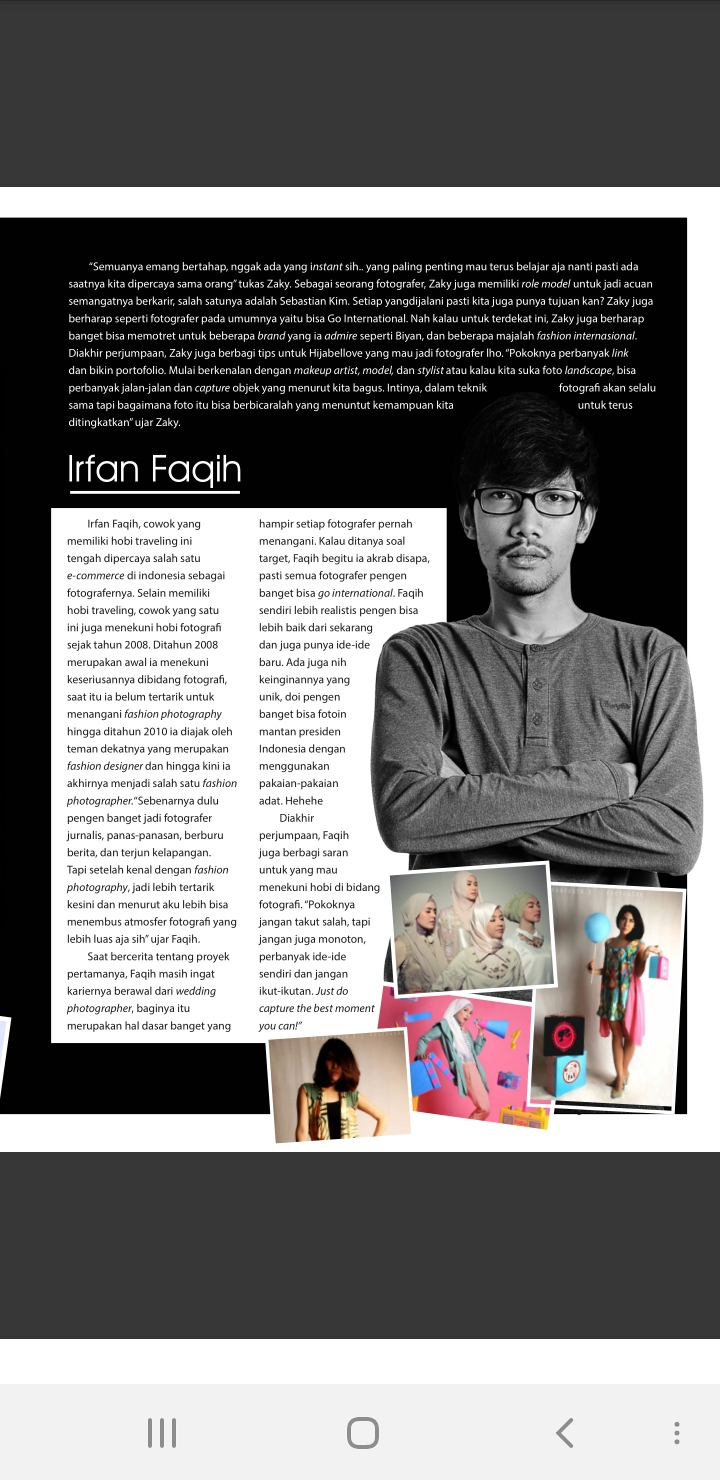 “Semuanya emang bertahap, nggak ada yang instant sih.. yang paling penting mau terus belajar aja nanti pasti ada
saatnya kita dipercaya sama orang” tukas Zaky. Sebagai seorang fotografer, Zaky juga memiliki role model untuk jadi acuan
semangatnya berkarir, salah satunya adalah Sebastian Kim. Setiap yangdijalani pasti kita juga punya tujuan kan? Zaky juga
berharap seperti fotografer pada umumnya yaitu bisa Go International. Nah kalau untuk terdekat ini, Zaky juga berharap
banget bisa memotret untuk beberapa brand yang ia admire seperti Biyan, dan beberapa majalah fashion internasional.
Diakhir perjumpaan, Zaky juga berbagi tips untuk Hijabellove yang mau jadi fotografer lho. “Pokoknya perbanyak link
dan bikin portofolio. Mulai berkenalan dengan makeup artist, model, dan stylist atau kalau kita suka foto landscape, bisa
perbanyak jalan-jalan dan capture objek yang menurut kita bagus. Intinya, dalam teknik fotografi akan selalu
sama tapi bagaimana foto itu bisa berbicaralah yang menuntut kemampuan kita untuk terus
ditingkatkan” ujar Zaky.
Irfan Faqih
Irfan Faqih, cowok yang
memiliki hobi traveling ini
tengah dipercaya salah satu
e-commerce di indonesia sebagai
fotografernya. Selain memiliki
hobi traveling, cowok yang satu
ini juga menekuni hobi fotografi
sejak tahun 2008. Ditahun 2008
merupakan awal ia menekuni
keseriusannya dibidang fotografi,
saat itu ia belum tertarik untuk
menangani fashion photography
hingga ditahun 2010 ia diajak oleh
teman dekatnya yang merupakan
fashion designer dan hingga kini ia
akhirnya menjadi salah satu fashion
photographer. “Sebenarnya dulu
pengen banget jadi fotografer
jurnalis, panas-panasan, berburu
berita, dan terjun kelapangan.
Tapi setelah kenal dengan fashion
photography, jadi lebih tertarik
kesini dan menurut aku lebih bisa
menembus atmosfer fotografi yang
lebih luas aja sih” ujar Faqih.
Saat bercerita tentang proyek
pertamanya, Faqih masih ingat
kariernya berawal dari wedding
photographer, baginya itu
merupakan hal dasar banget yang
hampir setiap fotografer pernah
menangani. Kalau ditanya soal
target, Faqih begitu ia akrab disapa,
pasti semua fotografer pengen
banget bisa go international. Faqih
sendiri lebih realistis pengen bisa
lebih baik dari sekarang
dan juga punya ide-ide
baru. Ada juga nih
keinginannya yang
unik, doi pengen
banget bisa fotoin
mantan presiden
Indonesia dengan
menggunakan
pakaian-pakaian
adat. Hehehe
Diakhir
perjumpaan, Faqih
juga berbagi saran
untuk yang mau
menekuni hobi di bidang
fotografi. “Pokoknya
jangan takut salah, tapi
jangan juga monoton,
perbanyak ide-ide
sendiri dan jangan
ikut-ikutan. Just do
capture the best moment
you can!”